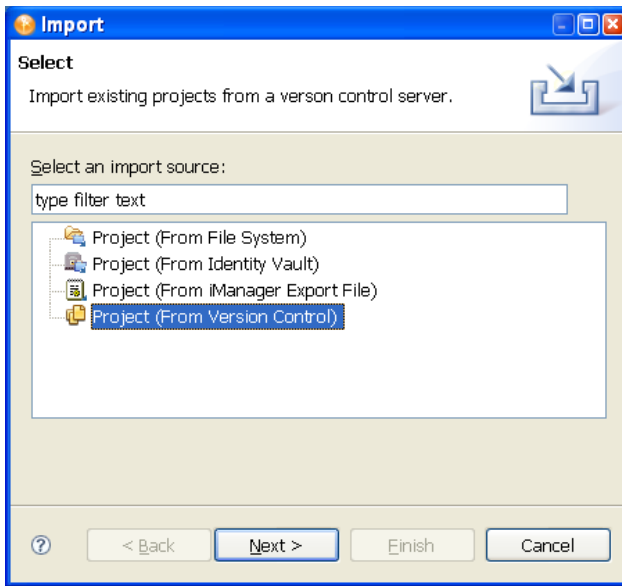 Import
Select
Import existing projects from a verson control server.
Select an import source:
type filter text
Project (From File System)
Project (From Identity Vault)
Project (From iManager Export File)
Project (From Version Control)
? < Back Next > Finish Cancel